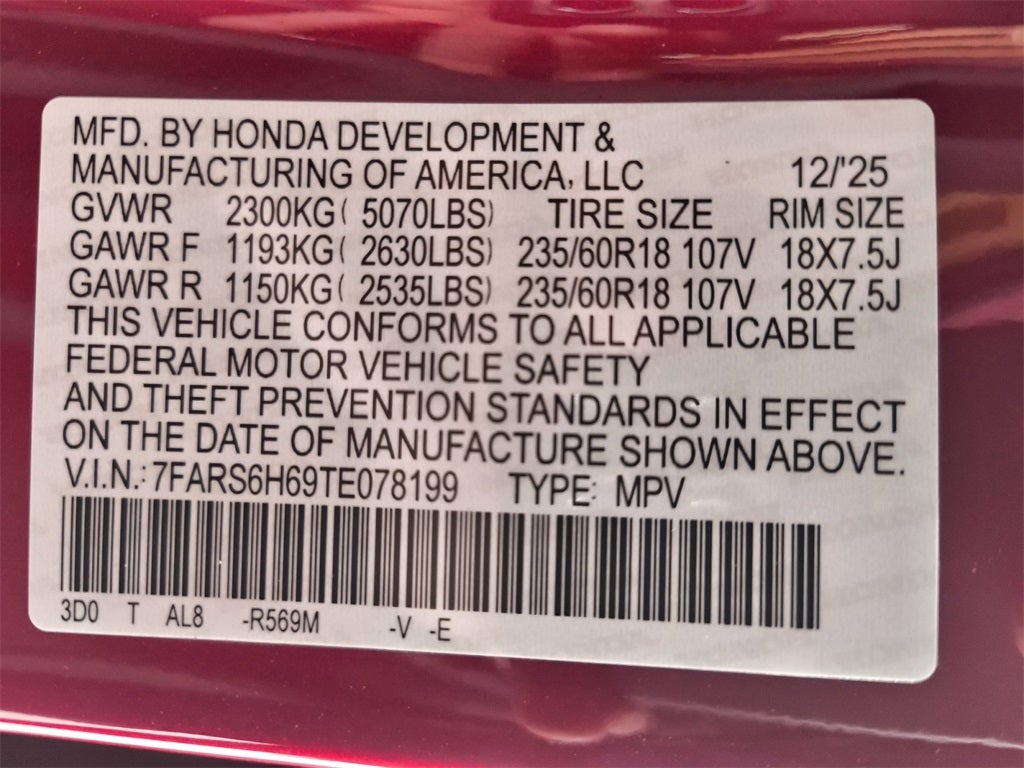 MFD. BY HONDA DEVELOPMENT &
MANUFACTURING OF AMERICA, LLC 12/'25
GVWR 2300KG( 5070LBS) TIRE SIZE RIM SIZE
GAWR F 1193KG( 2630LBS) 235/60R18 107V 18X7.5J
GAWR R 1150KG( 2535LBS) 235/60R18 107V 18X7.5J
THIS VEHICLE CONFORMS TO ALL APPLICABLE
FEDERAL MOTOR VEHICLE SAFETY
AND THEFT PREVENTION STANDARDS IN EFFECT
ON THE DATE OF MANUFACTURE SHOWN ABOVE.
V.I.N.: 7FARS6H69TE078199 TYPE: MPV
3D0 T AL8 -R569M -V -E